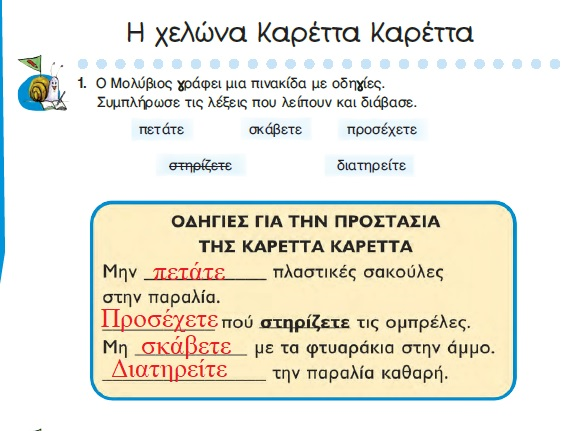 Η χελώνα Καρέττα Καρέττα
1. Ο Μολύβιος γράφει μια πινακίδα με οδηγίες.
Συμπλήρωσε τις λέξεις που λείπουν και διάβασε.
πετάτε σκάβετε προσέχετε
στηρίζετε διατηρείτε
ΟΔΗΓΙΕΣ ΓΙΑ ΤΗΝ ΠΡΟΣΤΑΣΙΑ
ΤΗΣ ΚΑΡΕΤΤΑ ΚΑΡΕΤΤΑ
Μην πετάτε πλαστικές σακούλες
στην παραλία.
Προσέχετε πού στηρίζετε τις ομπρέλες.
Μη σκάβετε με τα φτυαράκια στην άμμο.
Διατηρείτε την παραλία καθαρή.